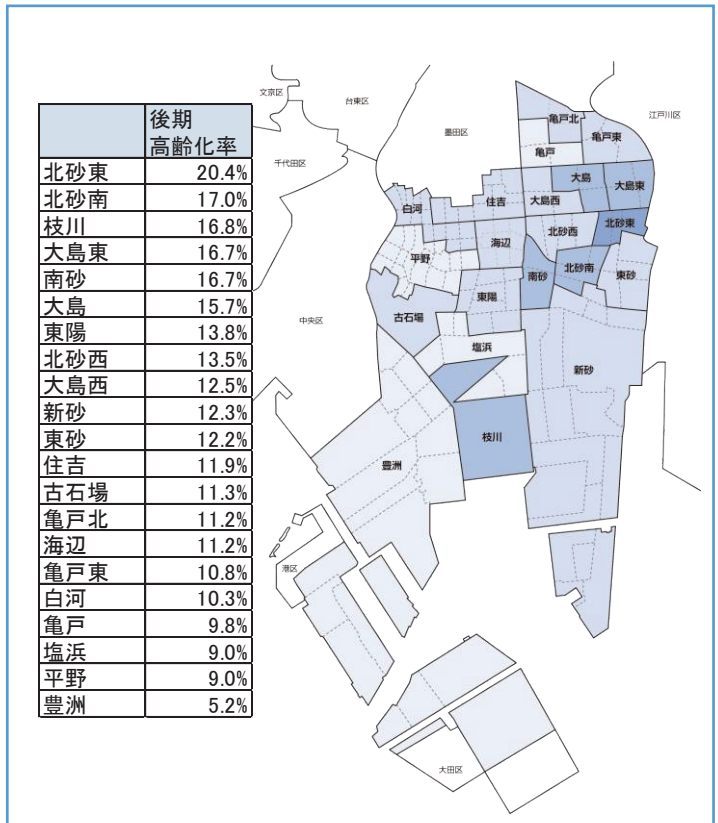 後期
高齢化率
北砂東 20.4%
北砂南 17.0%
枝川 16.8%
大島東 16.7%
南砂 16.7%
大島 15.7%
東陽 13.8%
北砂西 13.5%
大島西 12.5%
新砂 12.3%
東砂 12.2%
住吉 11.9%
古石場 11.3%
亀戸北 11.2%
海辺 11.2%
亀戸東 10.8%
白河 10.3%
亀戸 9.8%
塩浜 9.0%
平野 9.0%
豊洲 5.2%
文京区
台東区
墨田区
江戸川区
千代田区
中央区
港区
大田区
亀戸北
亀戸東
亀戸
大島
大島東
大島西
住吉
白河
北砂東
北砂西
海辺
平野
北砂南
南砂
東砂
東陽
古石場
塩浜
新砂
枝川
豊洲